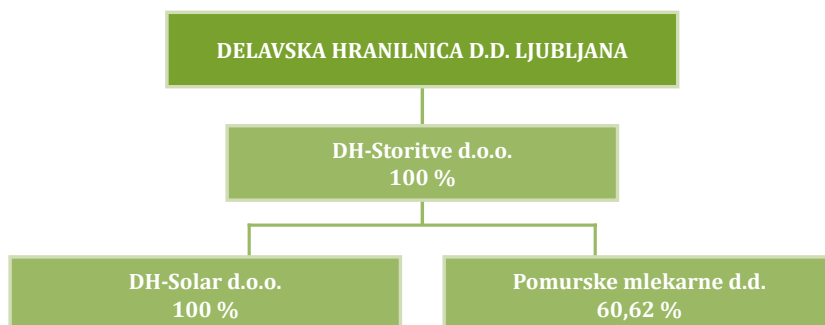 DELAVSKA HRANILNICA D.D. LJUBLJANA
DH-Storitve d.o.o.
100 %
DH-Solar d.o.o.
100 %
Pomurske mlekarne d.d.
60,62 %